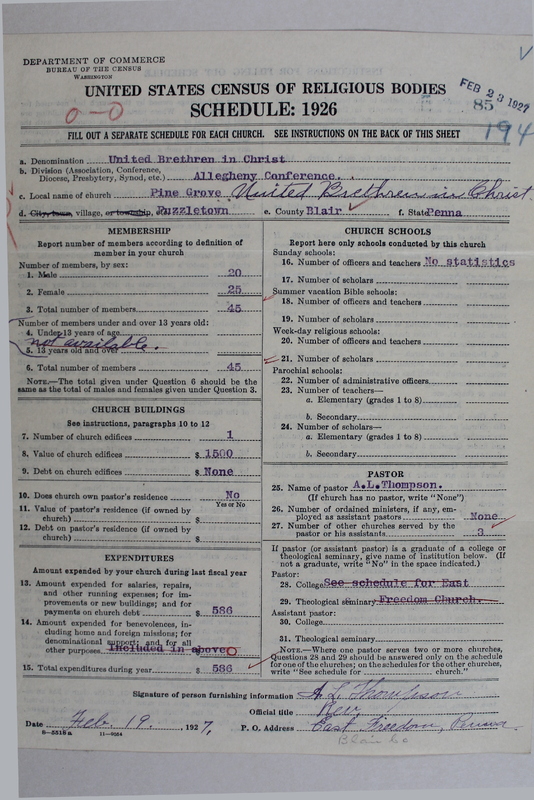 DEPARTMENT OF COMMERCE
BUREAU OF THE CENSUS
WASHINGTON
UNITED STATES CENSUS OF RELIGIOUS BODIES
SCHEDULE: 1926
FEB 23 1927
85
0-0
194
FILL OUT A SEPARATE SCHEDULE FOR EACH CHURCH. SEE INSTRUCTIONS ON THE BACK OF THIS SHEET
a. Denomination United Brethren in Christ
b. Division (Association, Conference, Diocese, Presbytery, Synod, etc.) Allegheny Conference.
c. Local name of church Pine Grove United Brethren in Christ
d. City, town, village, or township, etc. Puzzletown e. County Blair f. State Penna
MEMBERSHIP
Report number of members according to definition of
member in your church
Number of members, by sex:
1. Male 20
2. Female 25
3. Total number of members 45
Number of members under and over 13 years old:
4. Under 13 years of age
not available.
5. 13 years old and over
6. Total number of members 45
NOTE.—The total given under Question 6 should be
same as the total of males and females given under Question 3.
CHURCH BUILDINGS
See instructions, paragraphs 10 to 12
7. Number of church edifices 1
8. Value of church edifices $ 1500
9. Debt on church edifices $ None
10. Does church own pastor's residence No
Yes or No
11. Value of pastor's residence (if owned by
church) $
12. Debt on pastor's residence (if owned by
church) $
EXPENDITURES
Amount expended by your church during last fiscal year
13. Amount expended for salaries, repairs,
and other running expenses; for im-
provements or new buildings; and for
payments on church debt $ 586
14. Amount expended for benevolences, in-
cluding home and foreign missions; for
denominational support; and, for all
other purposes Included in above 0
15. Total expenditures during year $ 586
CHURCH SCHOOLS
Report here only schools conducted by this church
Sunday schools:
16. Number of officers and teachers No statistics
17. Number of scholars
Summer vacation Bible schools:
18. Number of officers and teachers
19. Number of scholars
Week-day religious schools:
20. Number of officers and teachers
21. Number of scholars
Parochial schools:
22. Number of administrative officers
23. Number of teachers—
a. Elementary (grades 1 to 8)
b. Secondary
24. Number of scholars—
a. Elementary (grades 1 to 8)
b. Secondary
PASTOR
25. Name of pastor A.L.Thompson.
(If church has no pastor, write "None")
26. Number of ordained ministers, if any, em-
ployed as assistant pastors None
27. Number of other churches served by the
pastor or his assistants 3
If pastor (or assistant pastor) is a graduate of a college or
theological seminary, give name of institution below. (If
not a graduate, write "No" in the space indicated.)
Pastor:
28. College See schedule for East
29. Theological seminary Freedom Church.
Assistant pastor:
30. College
31. Theological seminary
NOTE.—Where one pastor serves two or more churches,
Questions 28 and 29 should be answered only on the schedule
for one of the churches; on the schedules for the other churches,
write "See schedule for church."
Signature of person furnishing information A. L. Thompson
Official title Rev.
Date Feb. 19, 1927. P. O. Address East Freedom, Penna.
8-5518a 11-9054
Blair Co